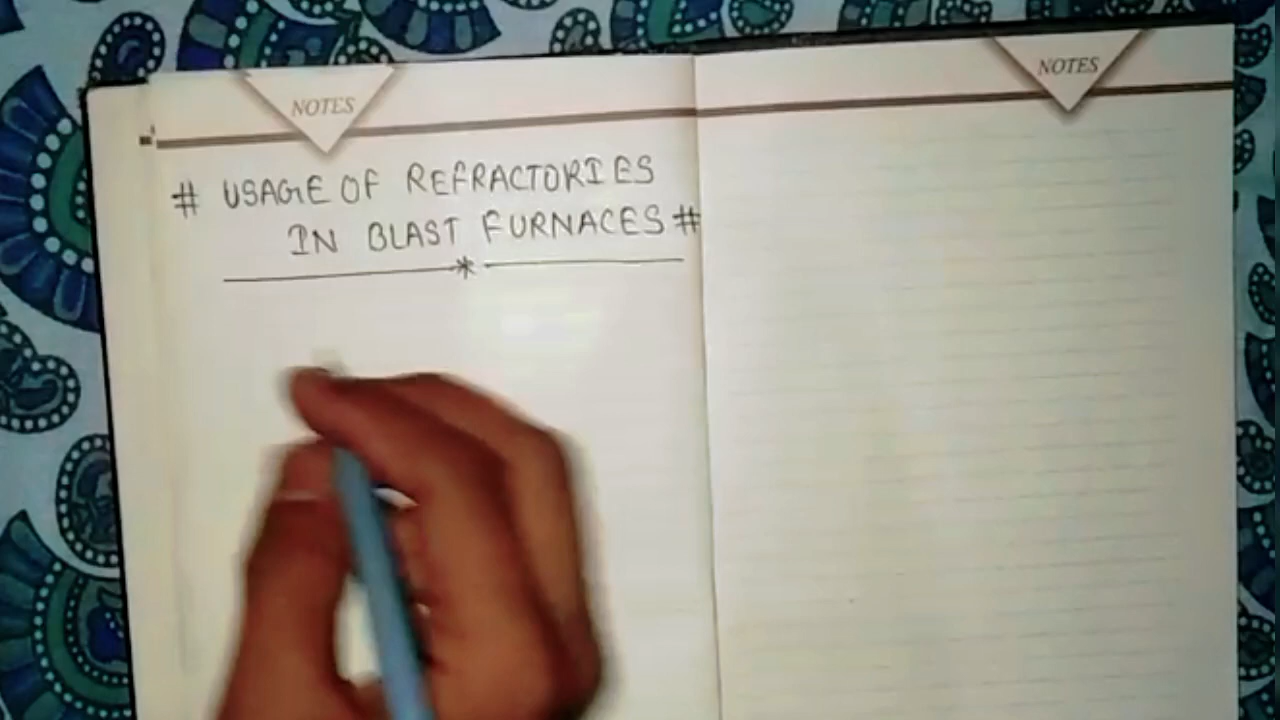 NOTES
NOTES
# USAGE OF REFRACTORIES
IN BLAST FURNACES #